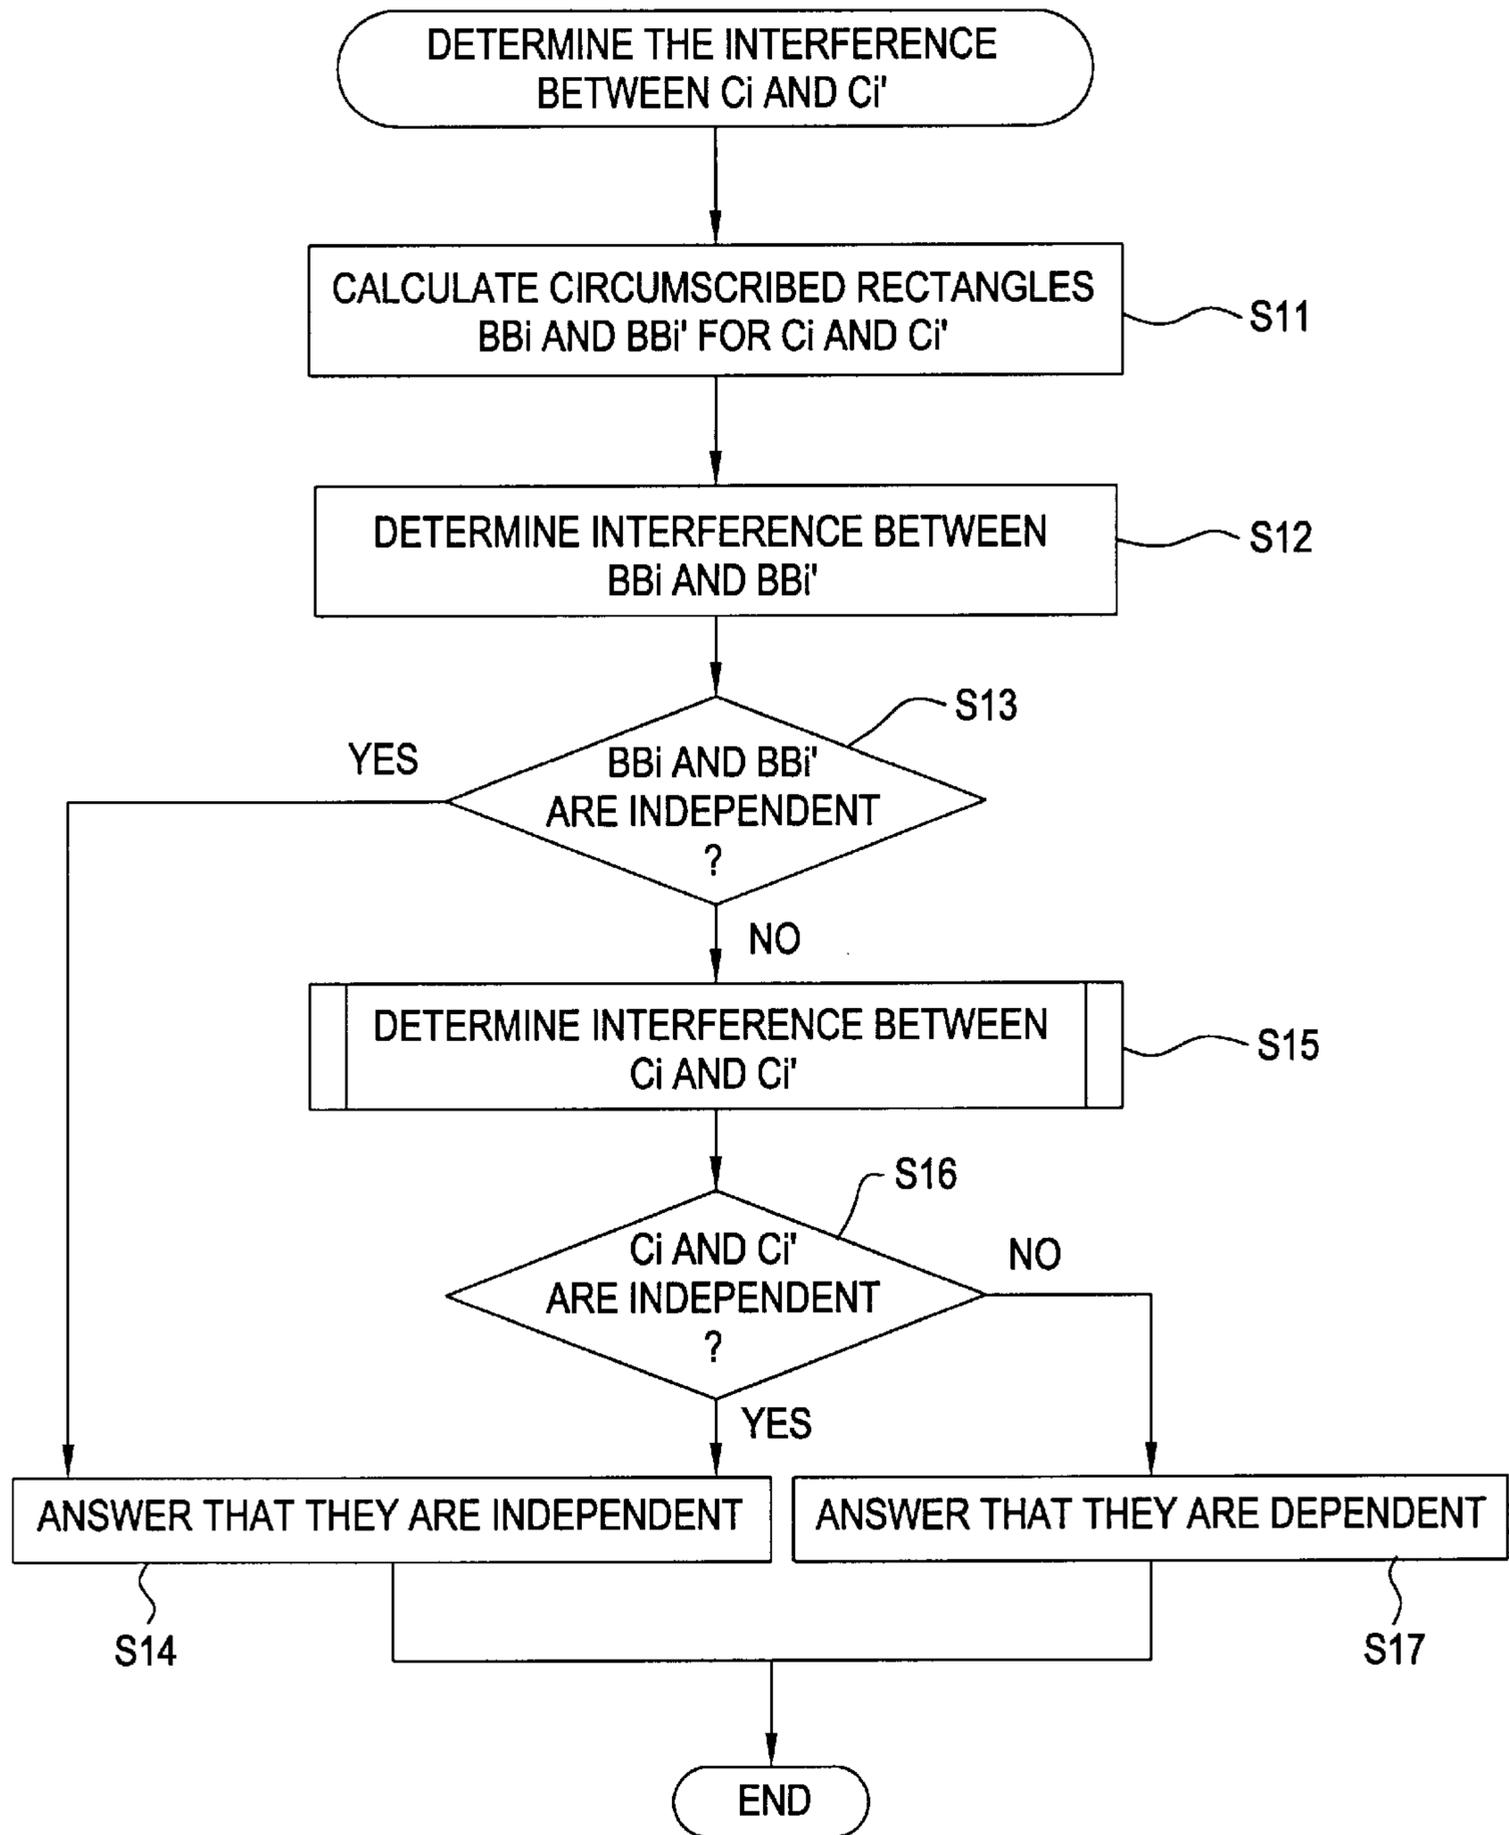 DETERMINE THE INTERFERENCE
BETWEEN Ci AND Ci'
CALCULATE CIRCUMSCRIBED RECTANGLES
BBi AND BBi' FOR Ci AND Ci'
S11
DETERMINE INTERFERENCE BETWEEN
BBi AND BBi'
S12
S13
YES
BBi AND BBi'
ARE INDEPENDENT
?
NO
DETERMINE INTERFERENCE BETWEEN
Ci AND Ci'
S15
S16
Ci AND Ci'
ARE INDEPENDENT
?
NO
YES
ANSWER THAT THEY ARE INDEPENDENT
ANSWER THAT THEY ARE DEPENDENT
S14
S17
END